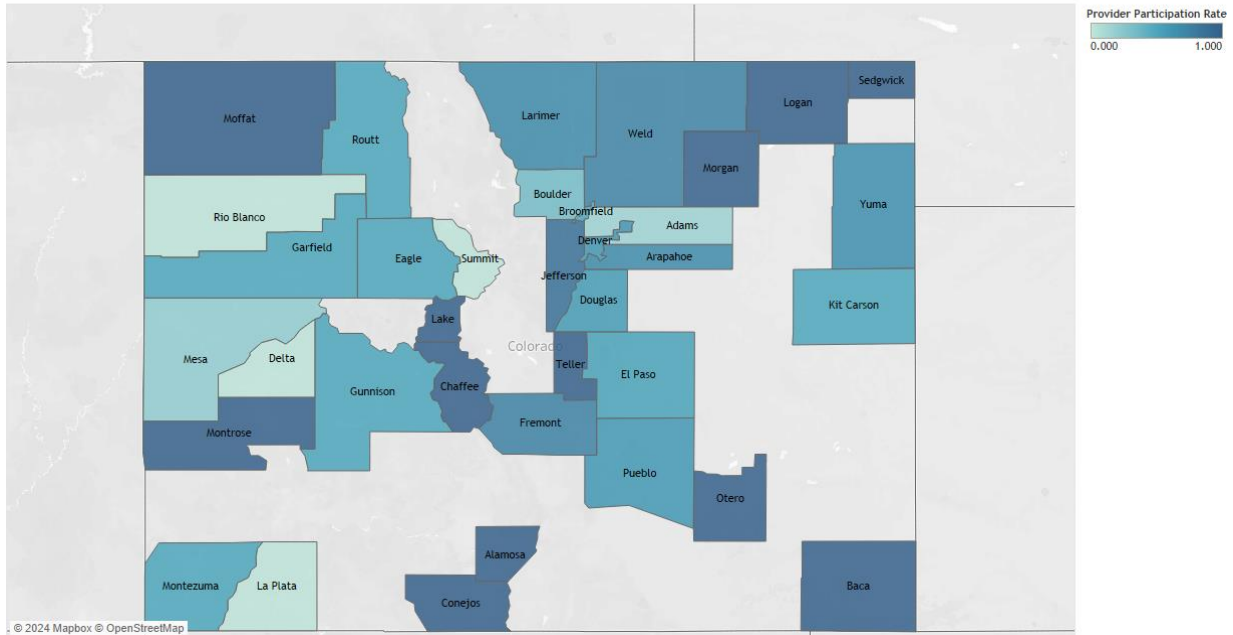 Provider Participation Rate
0.000 1.000
Sedgwick
Logan
Moffat
Larimer
Weld
Routt
Morgan
Boulder
Yuma
Broomfield
Rio Blanco
Adams
Denver
Garfield
Eagle
Summit
Arapahoe
Jefferson
Douglas
Kit Carson
Lake
Colorado
Mesa
Delta
Teller
El Paso
Chaffee
Gunnison
Fremont
Montrose
Pueblo
Otero
Alamosa
Montezuma
La Plata
Baca
Conejos
© 2024 Mapbox © OpenStreetMap